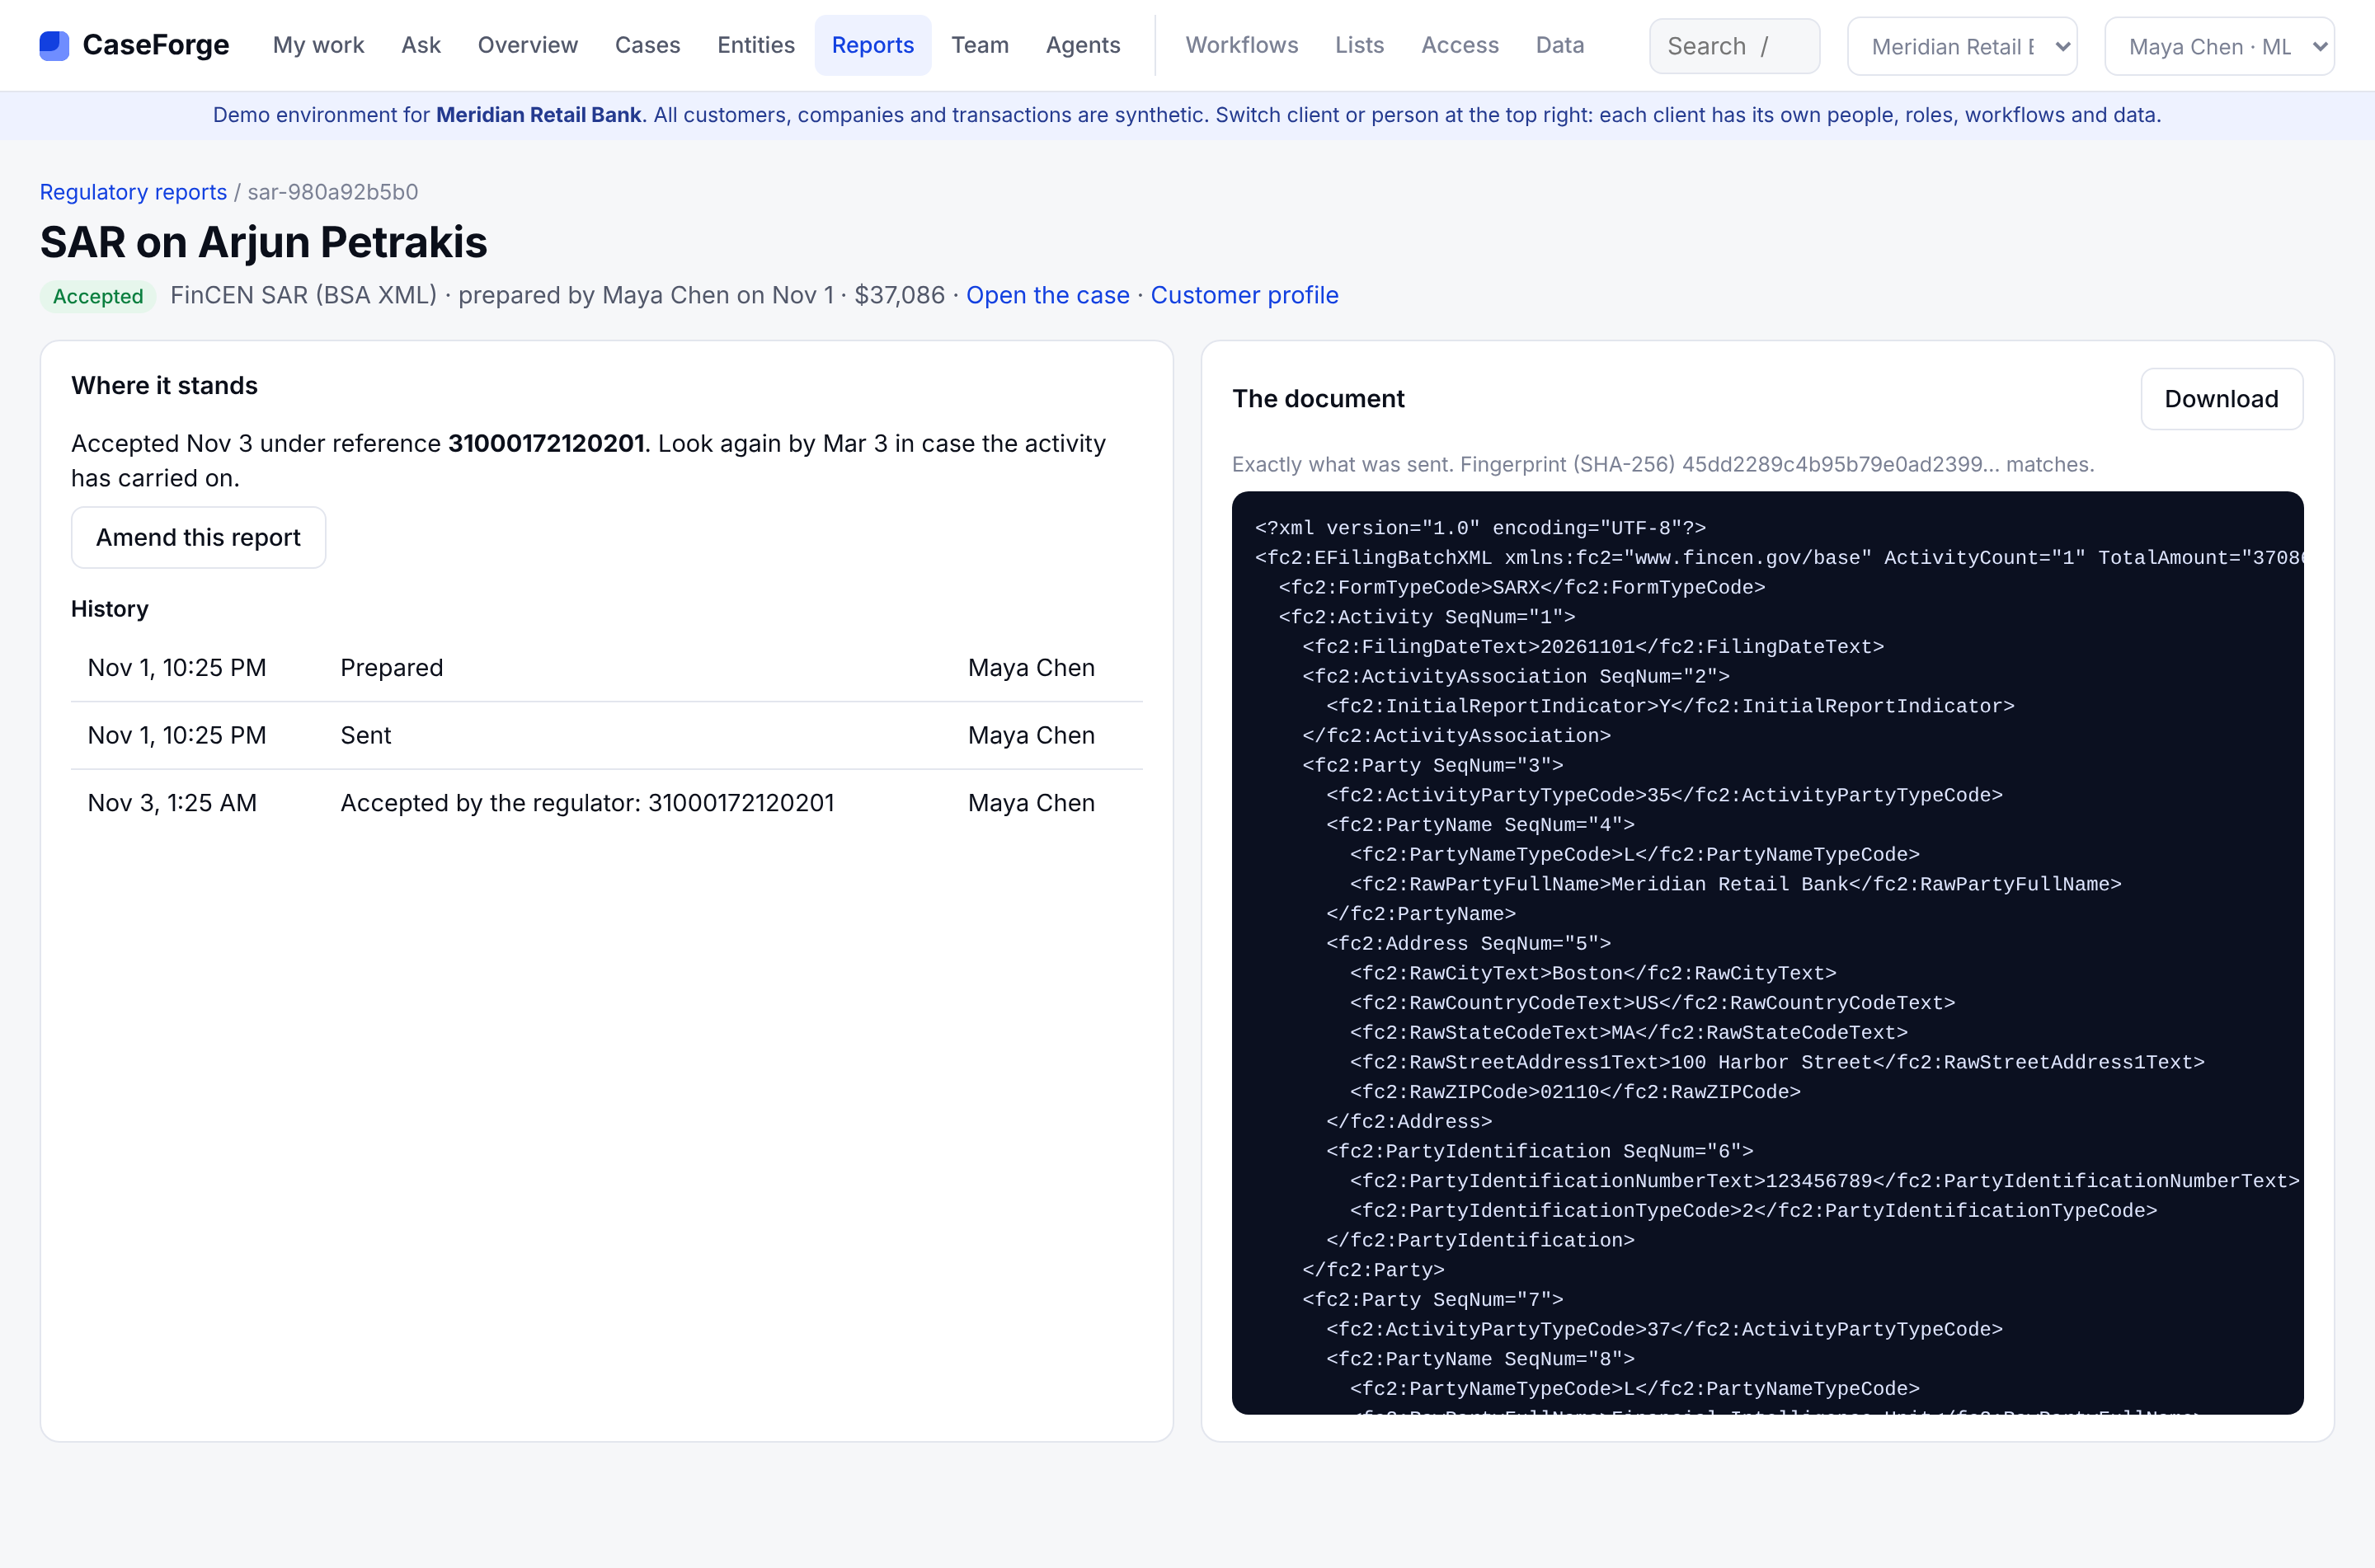 CaseForge
My work
Ask
Overview
Cases
Entities
Reports
Team
Agents
Workflows
Lists
Access
Data
Search /
Meridian Retail
Maya Chen · ML
Demo environment for Meridian Retail Bank. All customers, companies and transactions are synthetic. Switch client or person at the top right: each client has its own people, roles, workflows and data.
Regulatory reports / sar-980a92b5b0
SAR on Arjun Petrakis
Accepted FinCEN SAR (BSA XML) · prepared by Maya Chen on Nov 1 · $37,086 · Open the case · Customer profile
Where it stands
Accepted Nov 3 under reference 31000172120201. Look again by Mar 3 in case the activity
has carried on.
Amend this report
History
Nov 1, 10:25 PM Prepared Maya Chen
Nov 1, 10:25 PM Sent Maya Chen
Nov 3, 1:25 AM Accepted by the regulator: 31000172120201 Maya Chen
The document
Download
Exactly what was sent. Fingerprint (SHA-256) 45dd2289c4b95b79e0ad2399... matches.
<?xml version="1.0" encoding="UTF-8"?>
<fc2:EFilingBatchXML xmlns:fc2="www.fincen.gov/base" ActivityCount="1" TotalAmount="37086
<fc2:FormTypeCode>SARX</fc2:FormTypeCode>
<fc2:Activity SeqNum="1">
<fc2:FilingDateText>20261101</fc2:FilingDateText>
<fc2:ActivityAssociation SeqNum="2">
<fc2:InitialReportIndicator>Y</fc2:InitialReportIndicator>
</fc2:ActivityAssociation>
<fc2:Party SeqNum="3">
<fc2:ActivityPartyTypeCode>35</fc2:ActivityPartyTypeCode>
<fc2:PartyName SeqNum="4">
<fc2:PartyNameTypeCode>L</fc2:PartyNameTypeCode>
<fc2:RawPartyFullName>Meridian Retail Bank</fc2:RawPartyFullName>
</fc2:PartyName>
<fc2:Address SeqNum="5">
<fc2:RawCityText>Boston</fc2:RawCityText>
<fc2:RawCountryCodeText>US</fc2:RawCountryCodeText>
<fc2:RawStateCodeText>MA</fc2:RawStateCodeText>
<fc2:RawStreetAddress1Text>100 Harbor Street</fc2:RawStreetAddress1Text>
<fc2:RawZIPCode>02110</fc2:RawZIPCode>
</fc2:Address>
<fc2:PartyIdentification SeqNum="6">
<fc2:PartyIdentificationNumberText>123456789</fc2:PartyIdentificationNumberText>
<fc2:PartyIdentificationTypeCode>2</fc2:PartyIdentificationTypeCode>
</fc2:PartyIdentification>
</fc2:Party>
<fc2:Party SeqNum="7">
<fc2:ActivityPartyTypeCode>37</fc2:ActivityPartyTypeCode>
<fc2:PartyName SeqNum="8">
<fc2:PartyNameTypeCode>L</fc2:PartyNameTypeCode>